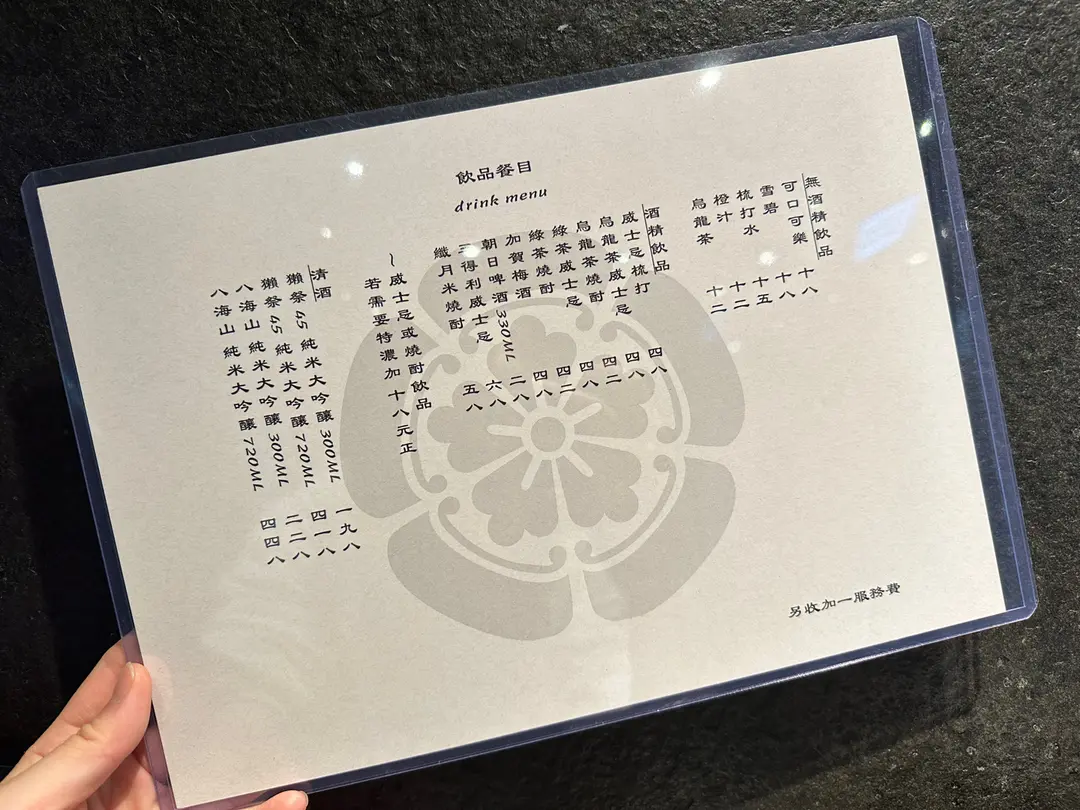 飲品餐目
drink menu
無酒精飲品
可口可樂 十八
雪碧 十八
梳打水 十五
橙汁 十二
烏龍茶 十二
酒精飲品
威士忌梳打 四八
烏龍茶威士忌 四八
烏龍茶燒酎 四二
綠茶威士忌 四八
綠茶燒酎 四二
加賀梅酒 四八
朝日啤酒330ML 二八
三得利威士忌 六八
纖月米燒酎 五八
~威士忌或燒酎飲品
若需要特濃加十八元正
清酒
獺祭 45 純米大吟釀 300ML 一九八
獺祭 45 純米大吟釀 720ML 四一八
八海山 純米大吟釀 300ML 二二八
八海山 純米大吟釀 720ML 四四八
另收加一服務費